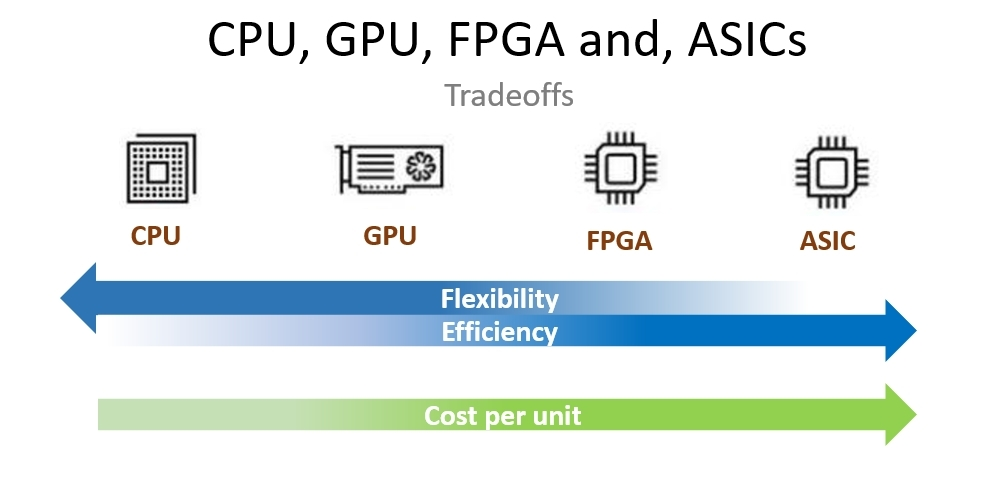 CPU, GPU, FPGA and, ASICs
Tradeoffs
CPU
GPU
FPGA
ASIC
Flexibility
Efficiency
Cost per unit